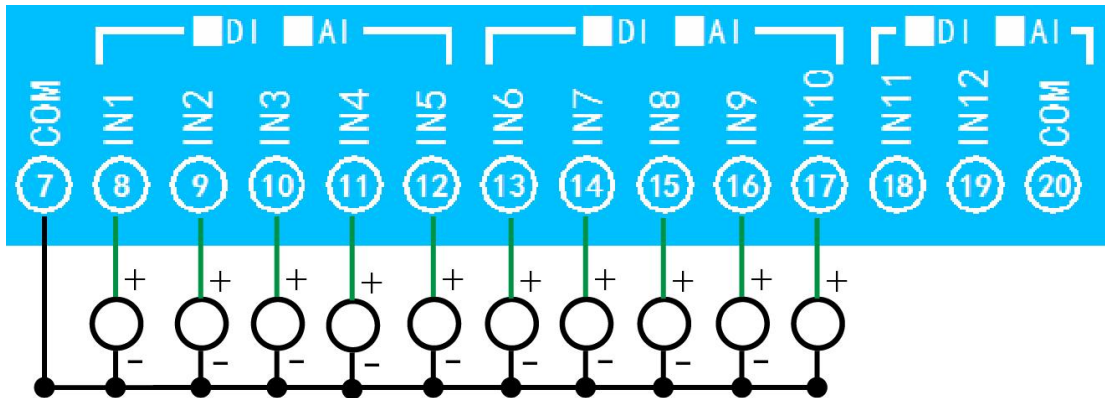 DI AI DI AI DI AI
COM IN1 IN2 IN3 IN4 IN5 IN6 IN7 IN8 IN9 IN10 IN11 IN12 COM
7 8 9 10 11 12 13 14 15 16 17 18 19 20
+ + + + + + + + + +
- - - - - - - - -